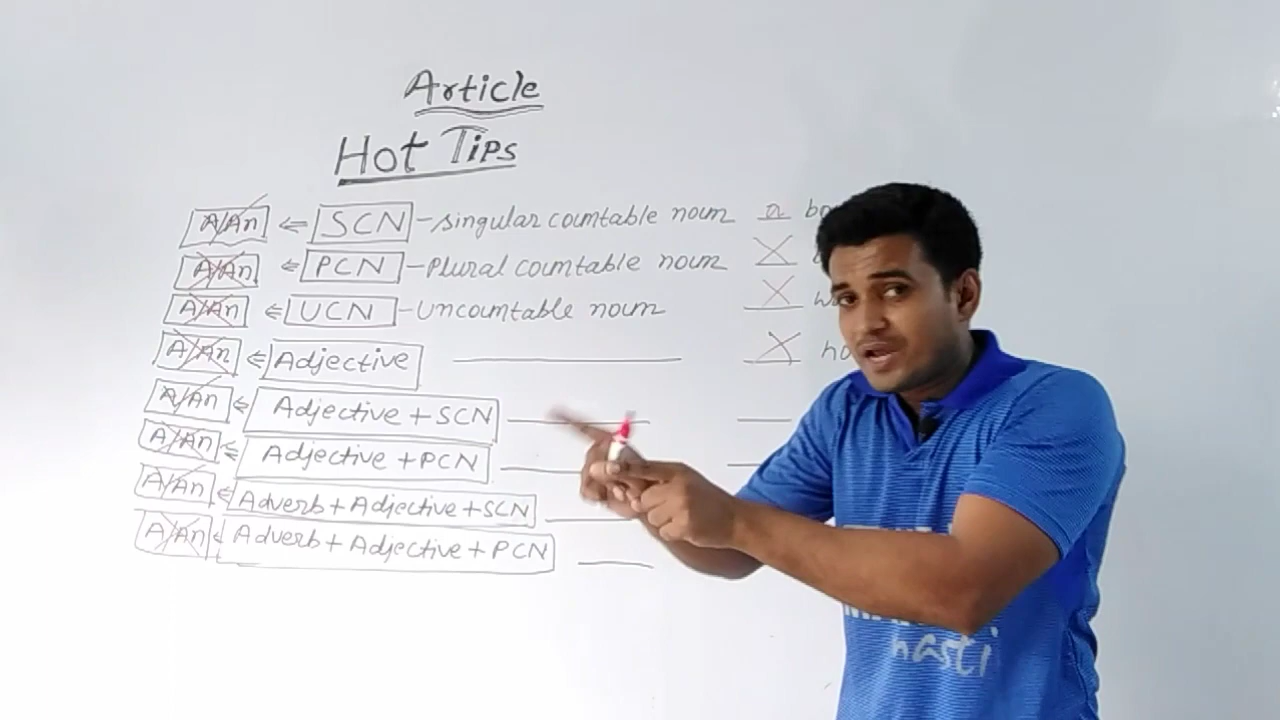 Article
Hot Tips
A/An ⇐ SCN - singular countable noun a
A/An ⇐ PCN - Plural countable noun
A/An ⇐ UCN - Uncountable noun
A/An ⇐ Adjective
A/An ⇐ Adjective + SCN
A/An ⇐ Adjective + PCN
A/An ⇐ Adverb + Adjective + SCN
A/An ⇐ Adverb + Adjective + PCN
nasti